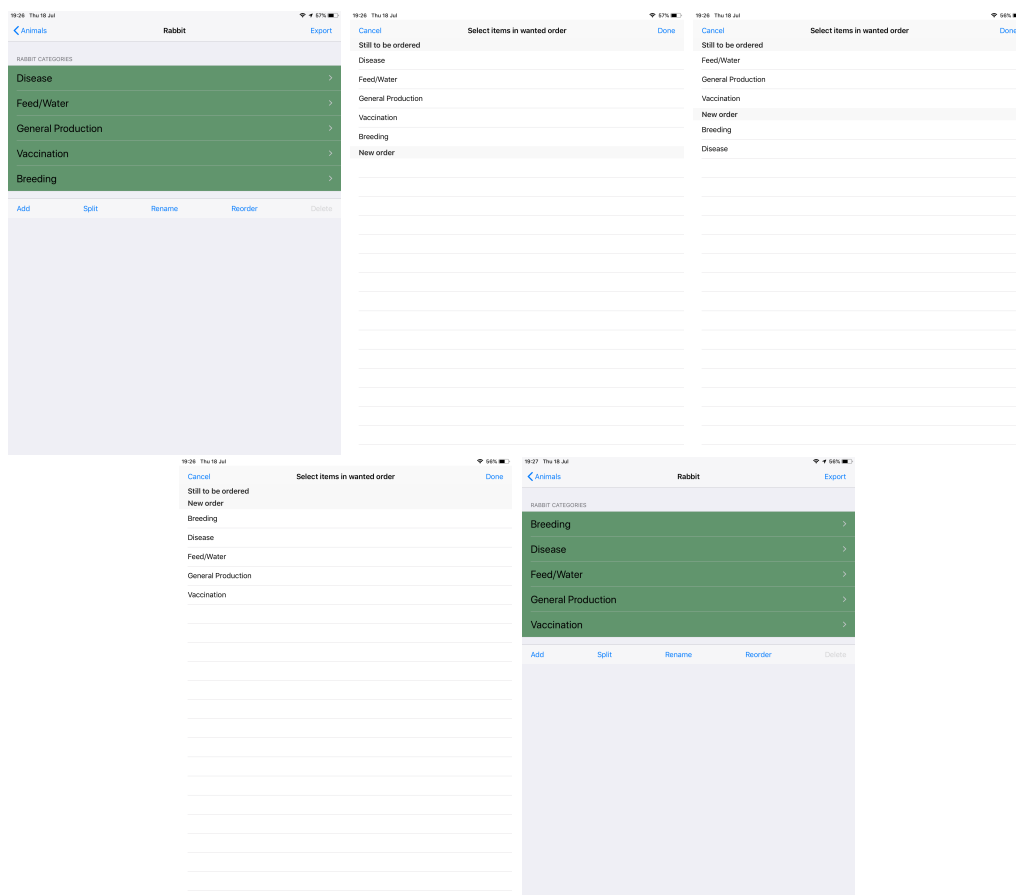 19:26 Thu 18 Jul 57%
Animals Rabbit Export
RABBIT CATEGORIES
Disease
Feed/Water
General Production
Vaccination
Breeding
Add Split Rename Reorder Delete
19:26 Thu 18 Jul 57%
Cancel Select items in wanted order Done
Still to be ordered
Disease
Feed/Water
General Production
Vaccination
Breeding
New order
19:26 Thu 18 Jul 56%
Cancel Select items in wanted order Done
Still to be ordered
Feed/Water
General Production
Vaccination
New order
Breeding
Disease
19:26 Thu 18 Jul 56%
Cancel Select items in wanted order Done
Still to be ordered
New order
Breeding
Disease
Feed/Water
General Production
Vaccination
19:27 Thu 18 Jul 56%
Animals Rabbit Export
RABBIT CATEGORIES
Breeding
Disease
Feed/Water
General Production
Vaccination
Add Split Rename Reorder Delete